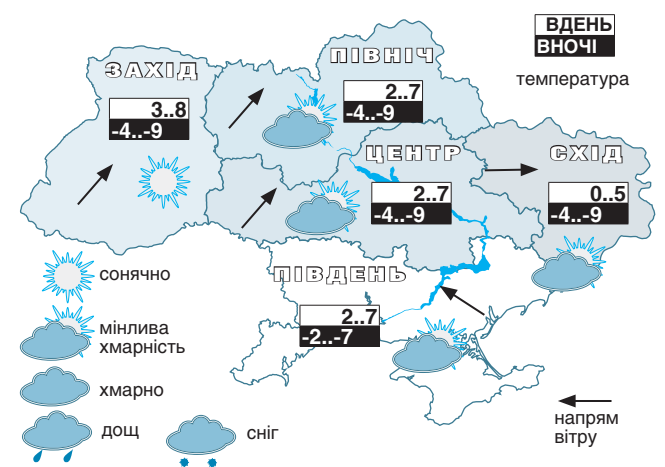 ВДЕНЬ
ВНОЧІ
температура
ПІВНІЧ
2..7
-4..-9
ЗАХІД
3..8
-4..-9
ЦЕНТР
2..7
-4..-9
СХІД
0..5
-4..-9
ПІВДЕНЬ
2..7
-2..-7
сонячно
мінлива
хмарність
хмарно
дощ
сніг
напрям
вітру